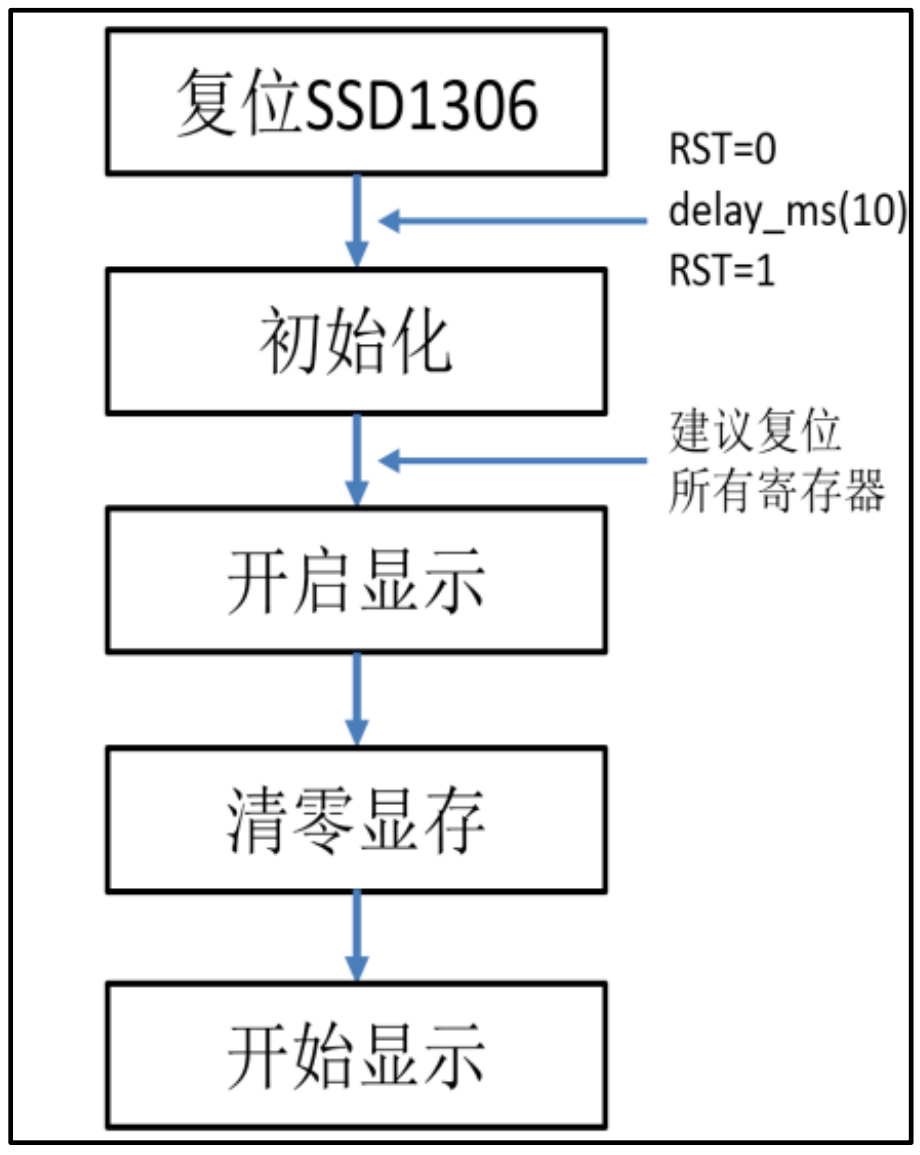 复位SSD1306
RST=0
delay_ms(10)
RST=1
初始化
建议复位
所有寄存器
开启显示
清零显存
开始显示